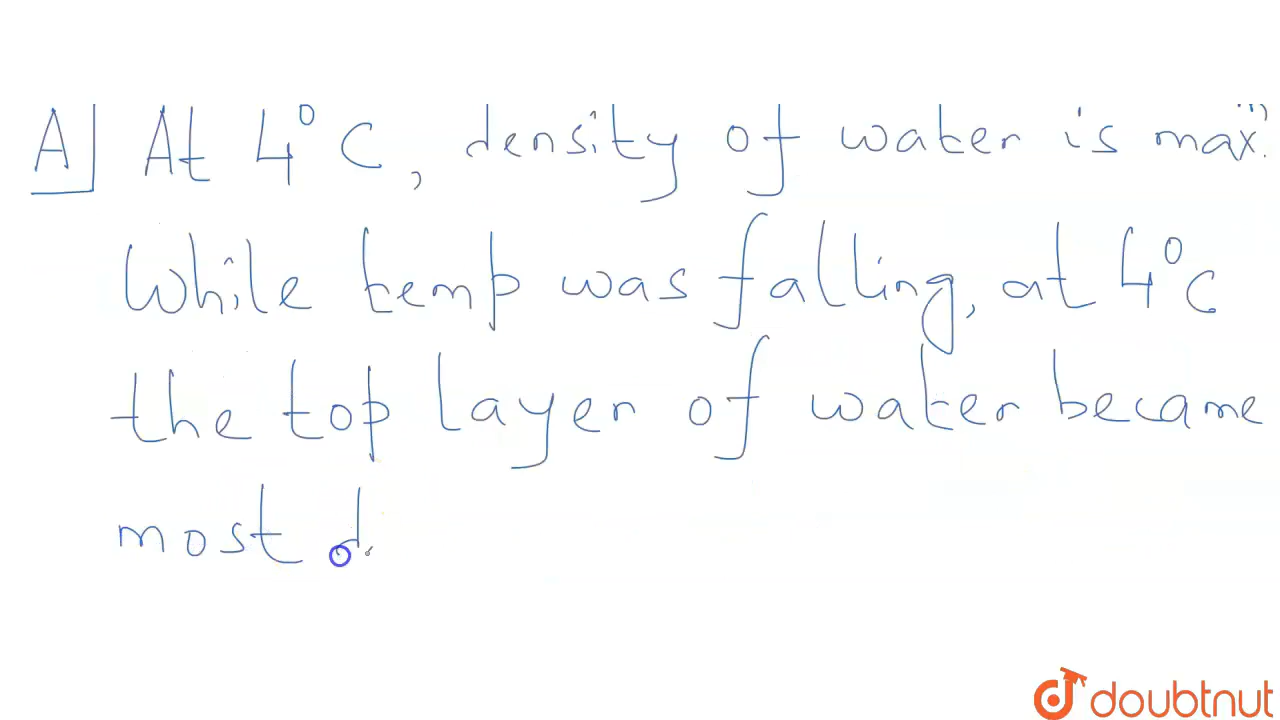 A] At 4°C, density of water is max^m.
While temp was falling, at 4°C
the top layer of water became
most d
doubtnut